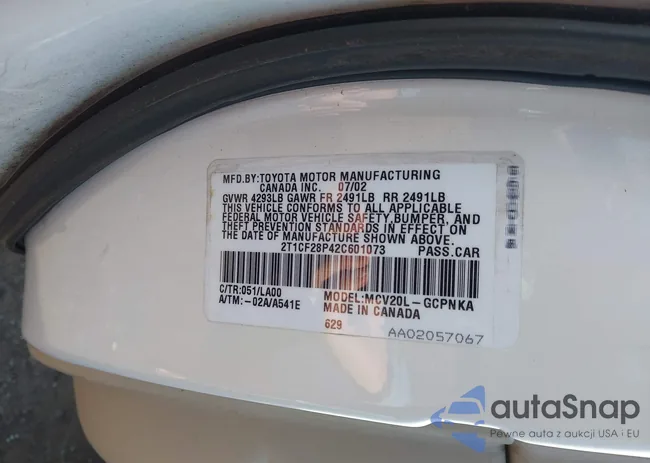 MFD.BY:TOYOTA MOTOR MANUFACTURING
CANADA INC. 07/02
GVWR 4293LB GAWR FR 2491LB RR 2491LB
THIS VEHICLE CONFORMS TO ALL APPLICABLE
FEDERAL MOTOR VEHICLE SAFETY,BUMPER, AND
THEFT PREVENTION STANDARDS IN EFFECT ON
THE DATE OF MANUFACTURE SHOWN ABOVE.
2T1CF28P42C601073 PASS.CAR
C/TR:051/LA00 MODEL:MCV20L-GCPNKA
A/TM:-02A/A541E MADE IN CANADA
629 AA02057067
autaSnap
Pewne auta z aukcji USA i EU